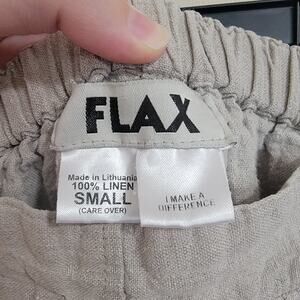 FLAX
Made in Lithuania
100% LINEN
SMALL
(CARE OVER)
I MAKE A
DIFFERENCE